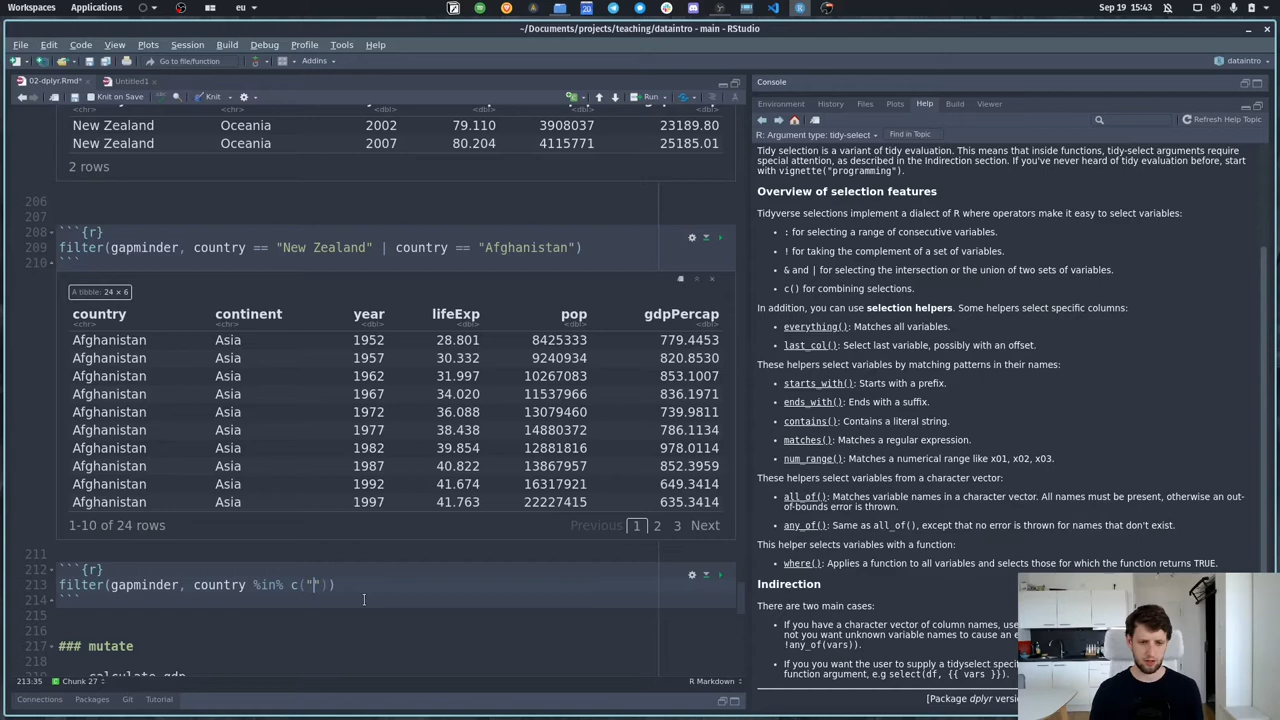 Workspaces Applications eu Sep 19 15:43
~/Documents/projects/teaching/dataintro - main - RStudio
File Edit Code View Plots Session Build Debug Profile Tools Help
Go to file/function Addins dataintro
02-dplyr.Rmd* Untitled1
Knit on Save Knit Run
<chr> <chr> <dbl> <dbl> <dbl> <dbl>
New Zealand Oceania 2002 79.110 3908037 23189.80
New Zealand Oceania 2007 80.204 4115771 25185.01
2 rows
206
207
208 ```{r}
209 filter(gapminder, country == "New Zealand" | country == "Afghanistan")
210 ```
A tibble: 24 × 6
country continent year lifeExp pop gdpPercap
<chr> <chr> <dbl> <dbl> <dbl> <dbl>
Afghanistan Asia 1952 28.801 8425333 779.4453
Afghanistan Asia 1957 30.332 9240934 820.8530
Afghanistan Asia 1962 31.997 10267083 853.1007
Afghanistan Asia 1967 34.020 11537966 836.1971
Afghanistan Asia 1972 36.088 13079460 739.9811
Afghanistan Asia 1977 38.438 14880372 786.1134
Afghanistan Asia 1982 39.854 12881816 978.0114
Afghanistan Asia 1987 40.822 13867957 852.3959
Afghanistan Asia 1992 41.674 16317921 649.3414
Afghanistan Asia 1997 41.763 22227415 635.3414
1-10 of 24 rows Previous 1 2 3 Next
211
212 ```{r}
213 filter(gapminder, country %in% c(""))
214 ```
215
216
217 ### mutate
218
213:35 Chunk 27 R Markdown
Connections Packages Git Tutorial
Console
Environment History Files Plots Help Build Viewer
Refresh Help Topic
R: Argument type: tidy-select Find in Topic
Tidy selection is a variant of tidy evaluation. This means that inside functions, tidy-select arguments require
special attention, as described in the Indirection section. If you've never heard of tidy evaluation before, start
with vignette("programming").
Overview of selection features
Tidyverse selections implement a dialect of R where operators make it easy to select variables:
• : for selecting a range of consecutive variables.
• ! for taking the complement of a set of variables.
• & and | for selecting the intersection or the union of two sets of variables.
• c() for combining selections.
In addition, you can use selection helpers. Some helpers select specific columns:
• everything(): Matches all variables.
• last_col(): Select last variable, possibly with an offset.
These helpers select variables by matching patterns in their names:
• starts_with(): Starts with a prefix.
• ends_with(): Ends with a suffix.
• contains(): Contains a literal string.
• matches(): Matches a regular expression.
• num_range(): Matches a numerical range like x01, x02, x03.
These helpers select variables from a character vector:
• all_of(): Matches variable names in a character vector. All names must be present, otherwise an out-
of-bounds error is thrown.
• any_of(): Same as all_of(), except that no error is thrown for names that don't exist.
This helper selects variables with a function:
• where(): Applies a function to all variables and selects those for which the function returns TRUE.
Indirection
There are two main cases:
• If you have a character vector of column names, use
not you want unknown variable names to cause an e
!any_of(vars)).
• If you want the user to supply a tidyselect spec
function argument, e.g select(df, {{ vars }}).
[Package dplyr versi